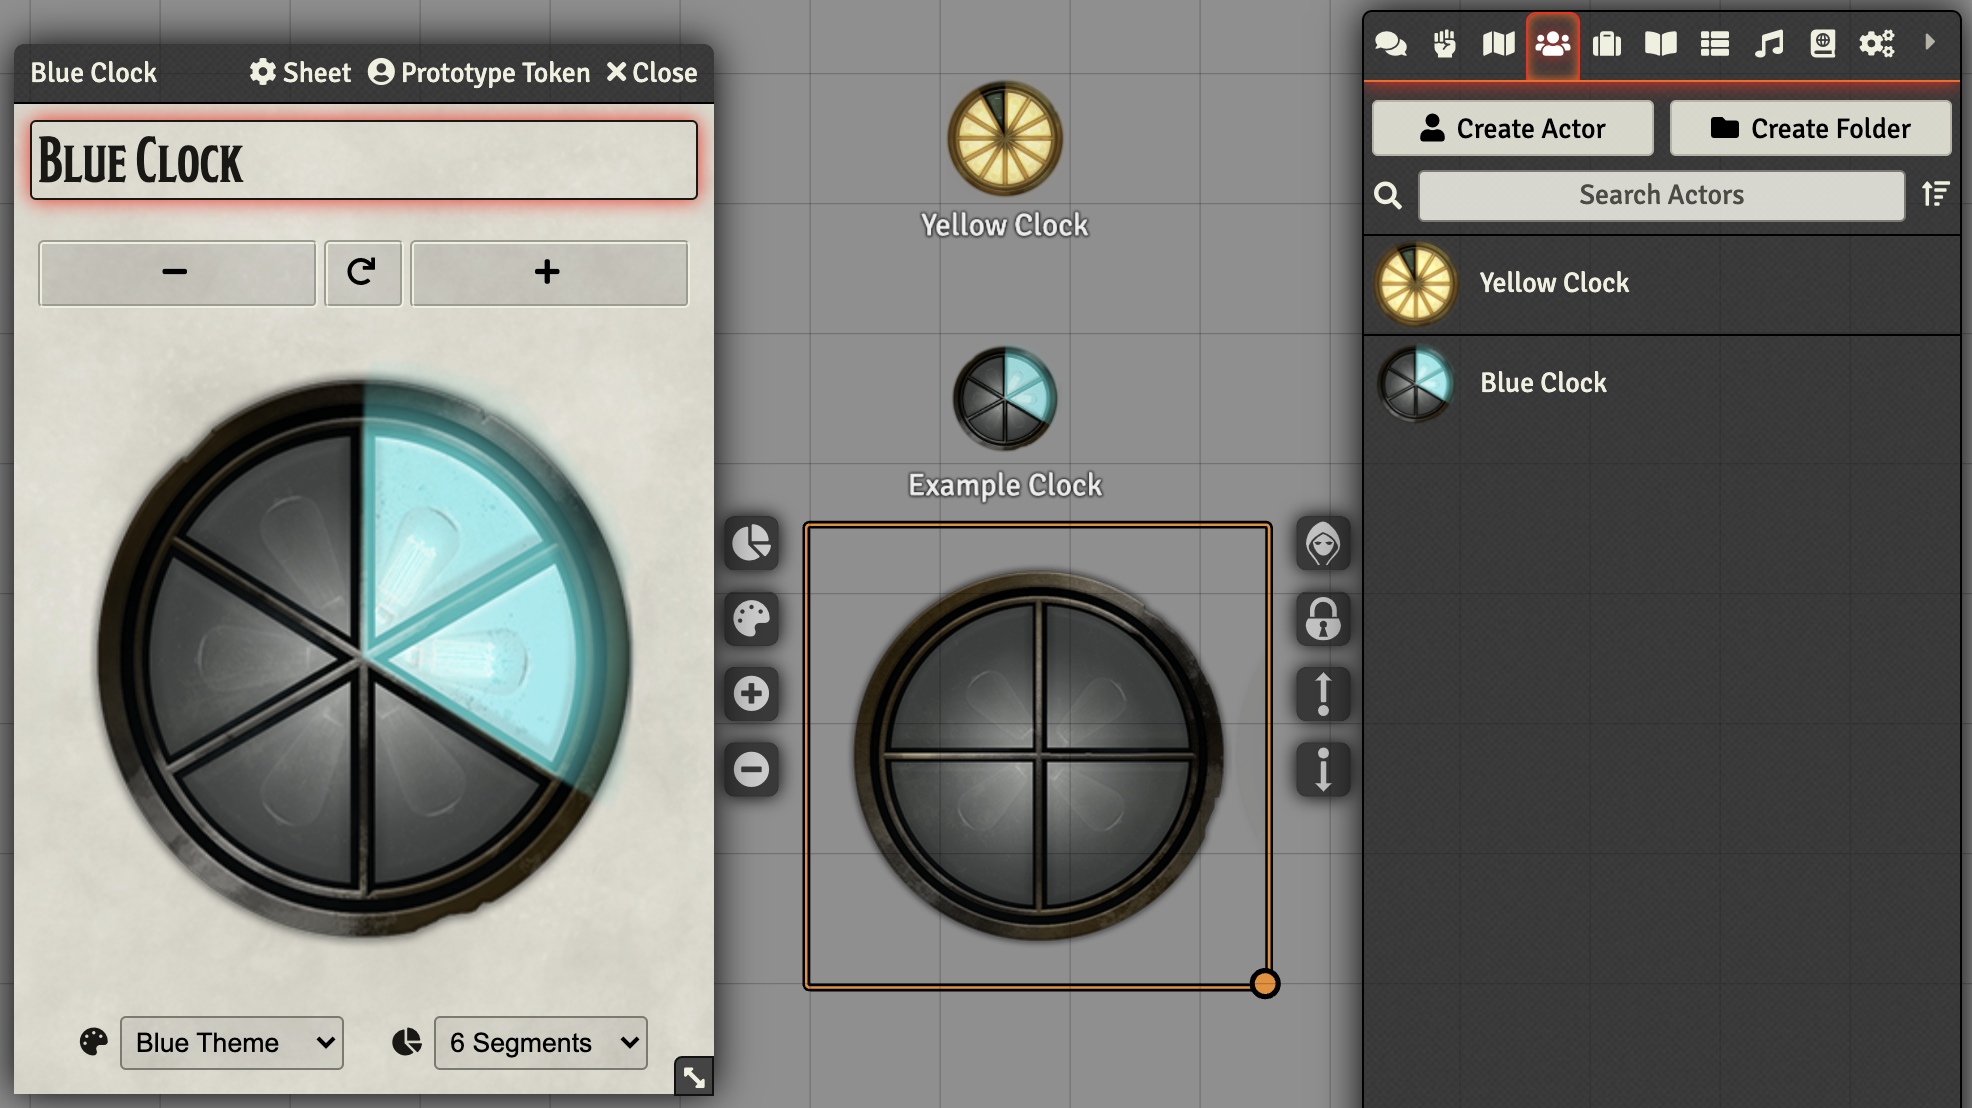 Blue Clock
Sheet
Prototype Token
Close
Blue Clock
Blue Theme
6 Segments
Yellow Clock
Example Clock
Create Actor
Create Folder
Search Actors
Yellow Clock
Blue Clock